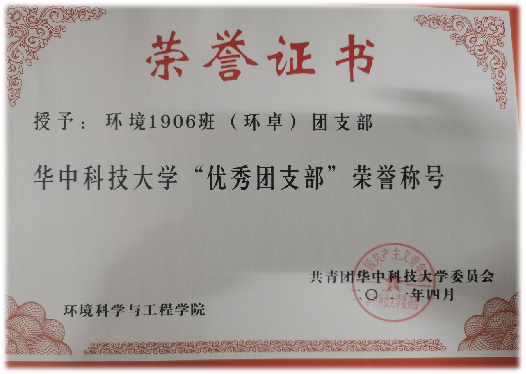 荣誉证书
授予：环境1906班（环卓）团支部
华中科技大学“优秀团支部”荣誉称号
共青团华中科技大学委员会
年四月
环境科学与工程学院